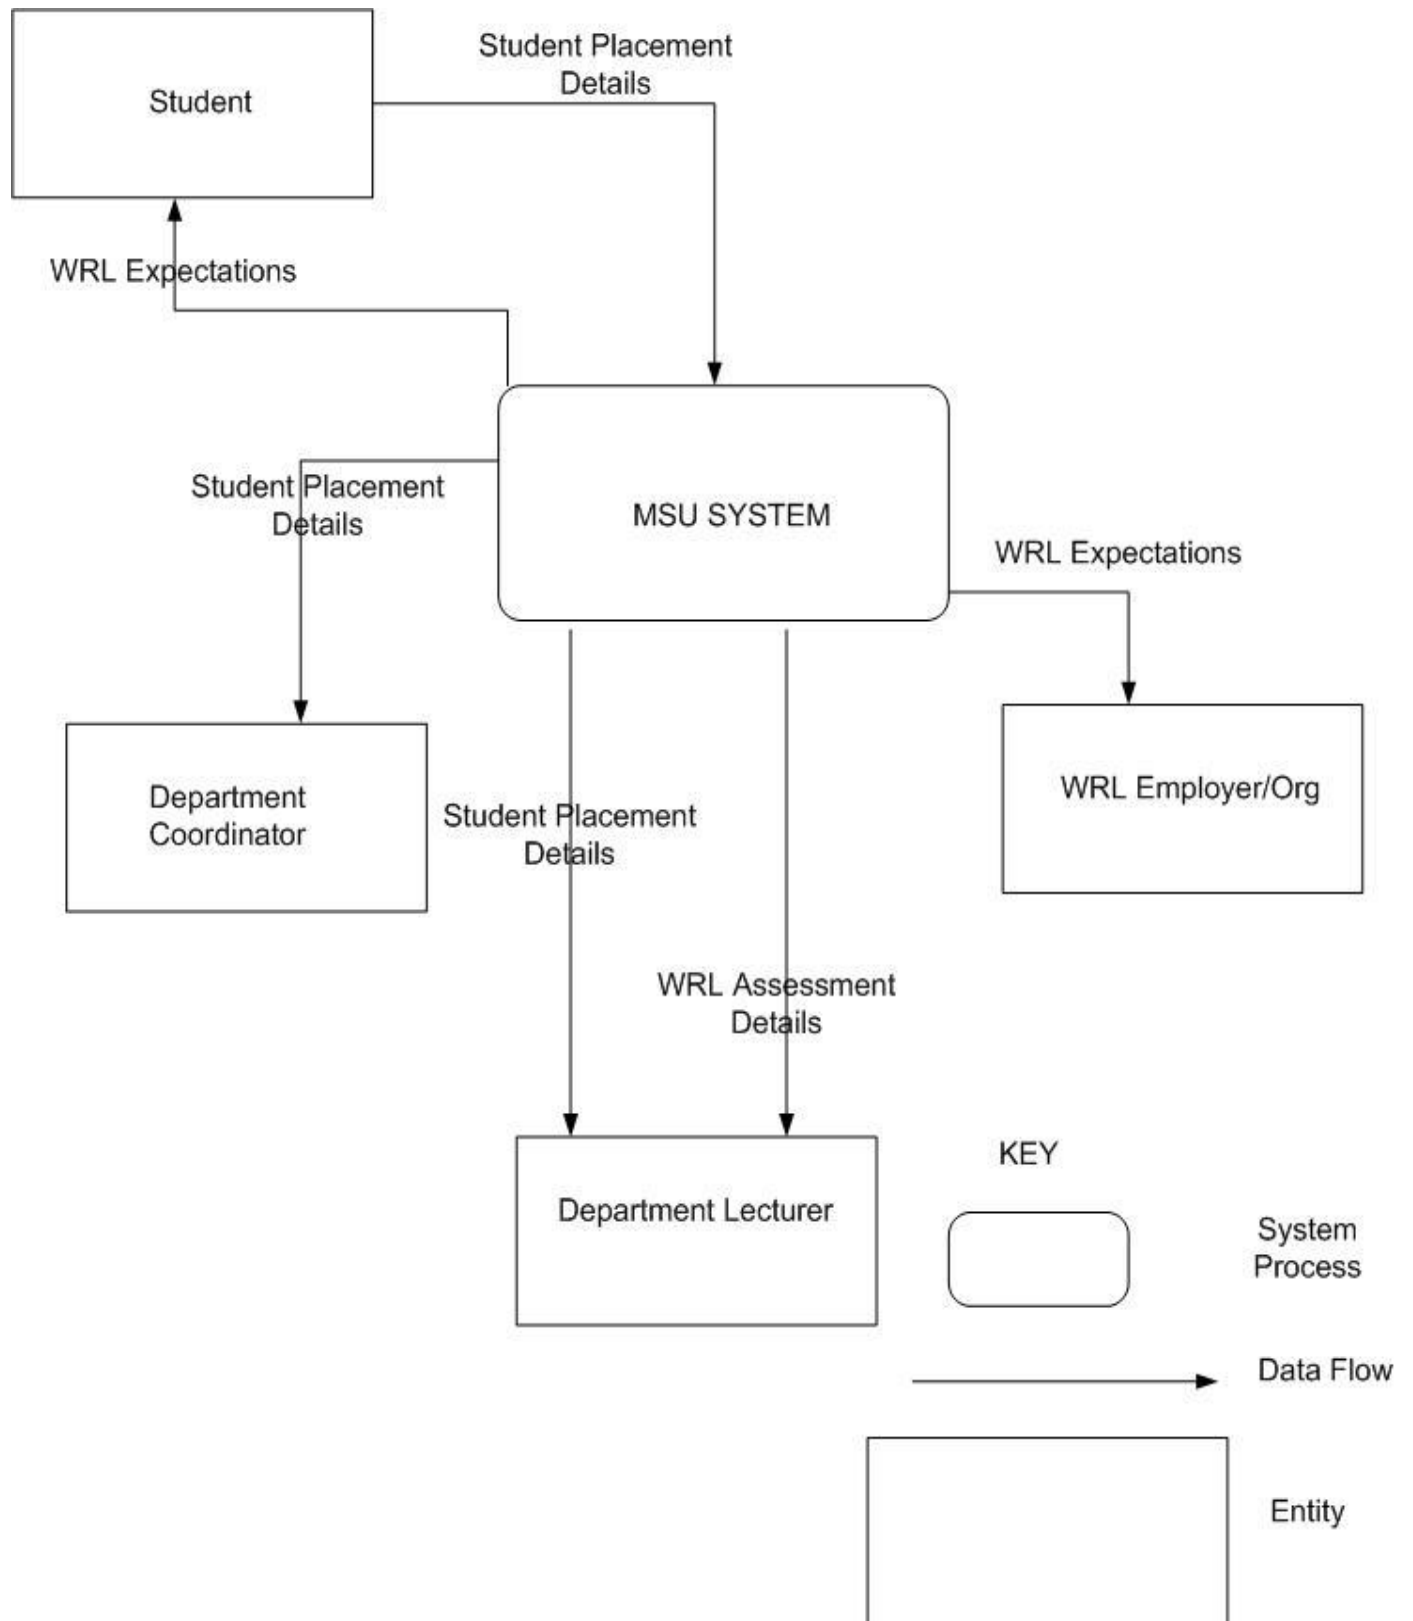 Student Placement
Details
Student
WRL Expectations
Student Placement
Details
MSU SYSTEM
WRL Expectations
Department
Coordinator
WRL Employer/Org
Student Placement
Details
WRL Assessment
Details
Department Lecturer
KEY
System
Process
Data Flow
Entity